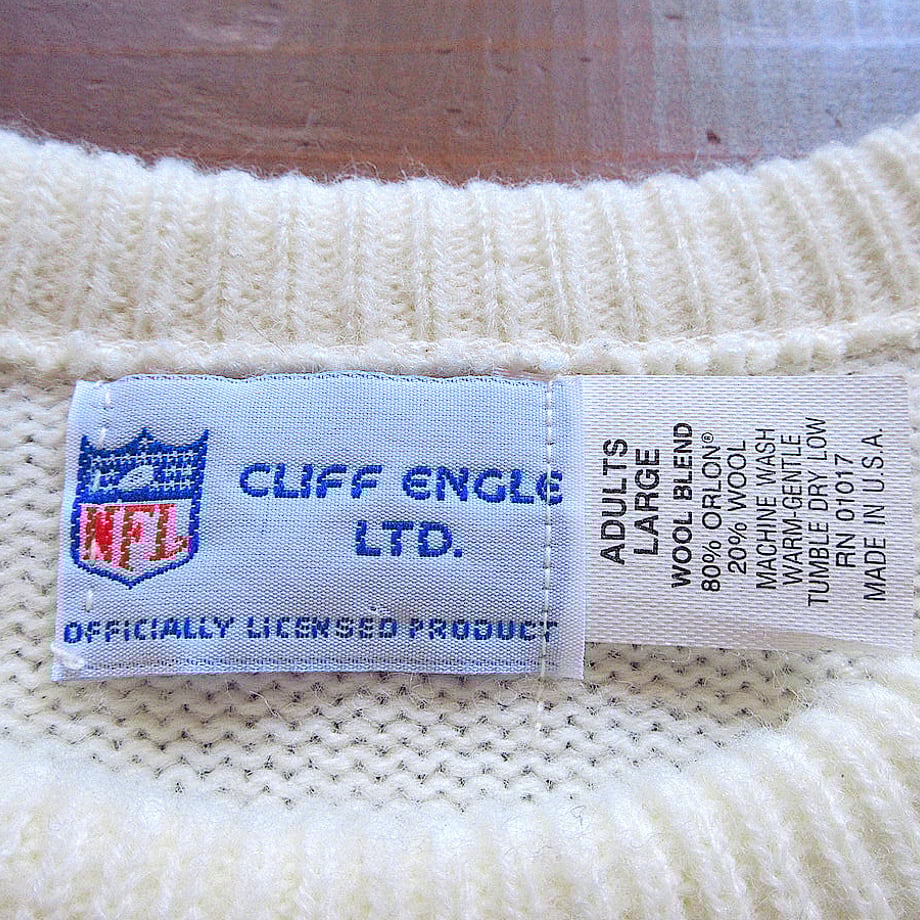 NFL
CLIFF ENGLE
LTD.
OFFICIALLY LICENSED PRODUCT
ADULTS
LARGE
WOOL BLEND
80% ORLON®
20% WOOL
MACHINE WASH
WARM-GENTLE
TUMBLE DRY LOW
RN 01017
MADE IN U.S.A.